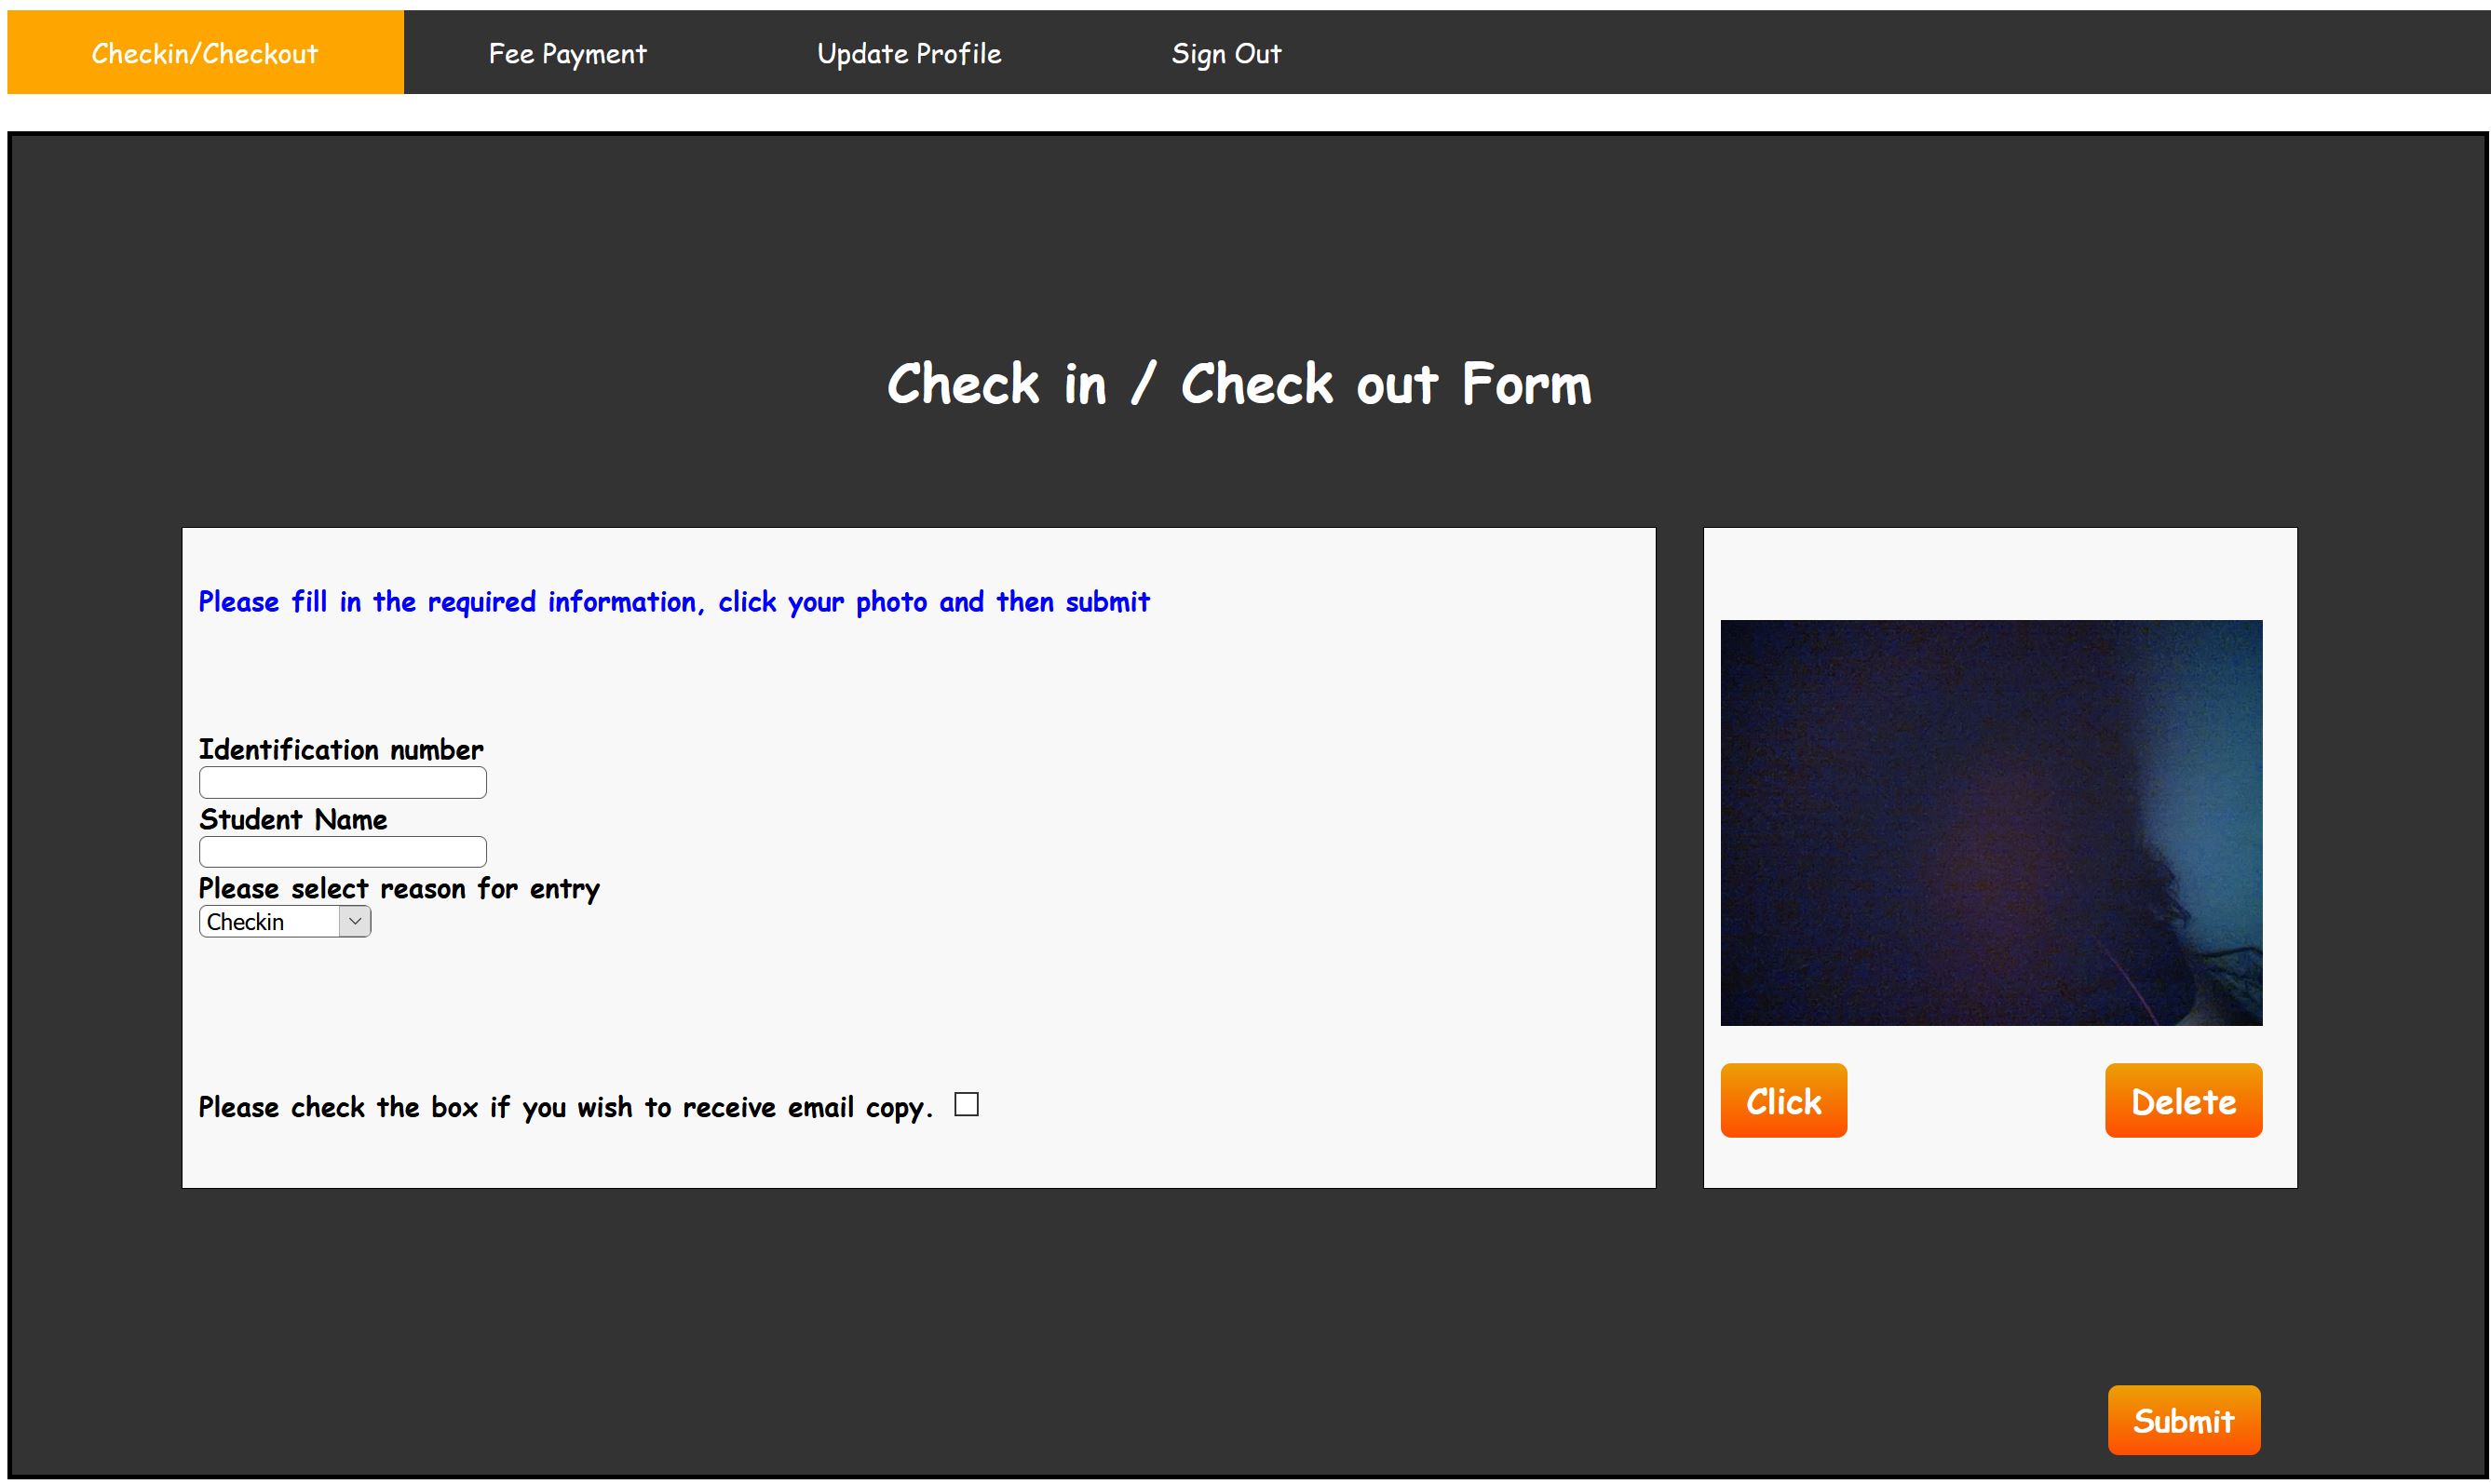 Checkin/Checkout Fee Payment Update Profile Sign Out
Check in / Check out Form
Please fill in the required information, click your photo and then submit
Identification number
Student Name
Please select reason for entry
Checkin
Please check the box if you wish to receive email copy.
Click Delete
Submit